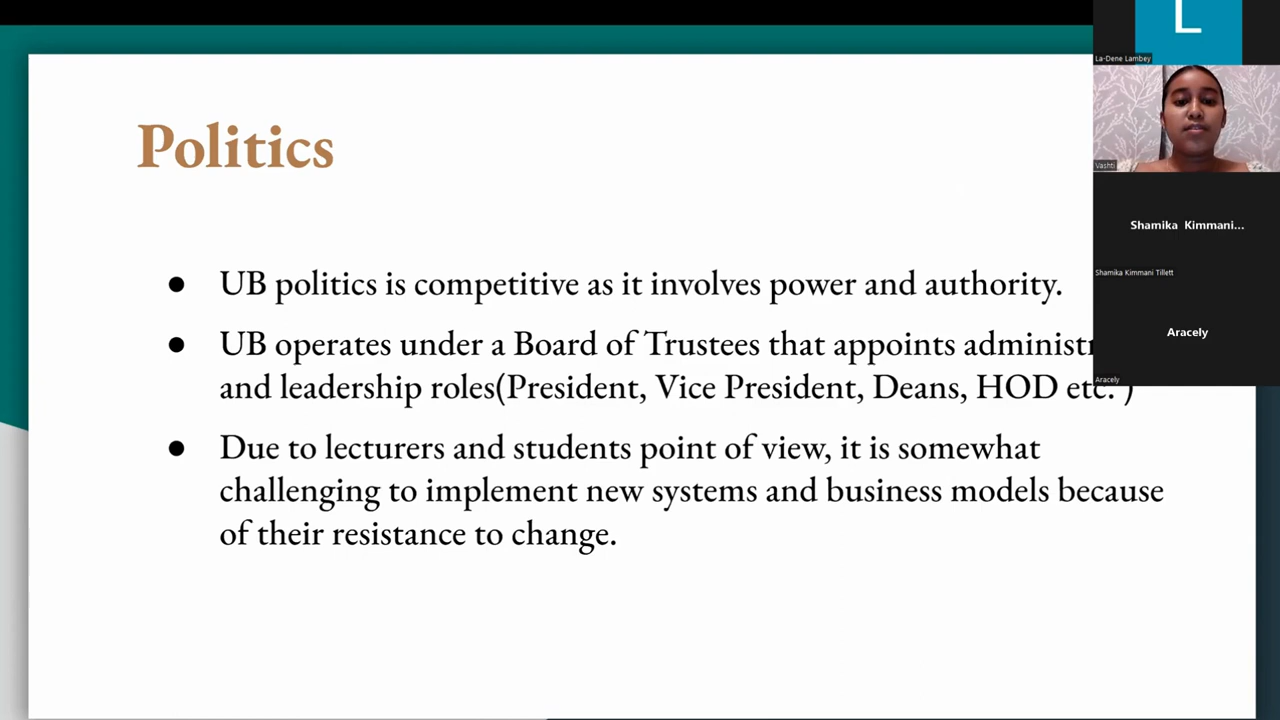 Politics
● UB politics is competitive as it involves power and authority.
● UB operates under a Board of Trustees that appoints
and leadership roles(President, Vice President, Deans, HOD etc. )
● Due to lecturers and students point of view, it is somewhat
challenging to implement new systems and business models because
of their resistance to change.
L
La-Dene Lambey
Vashti
Shamika Kimmani...
Shamika Kimmani Tillett
Aracely
Aracely